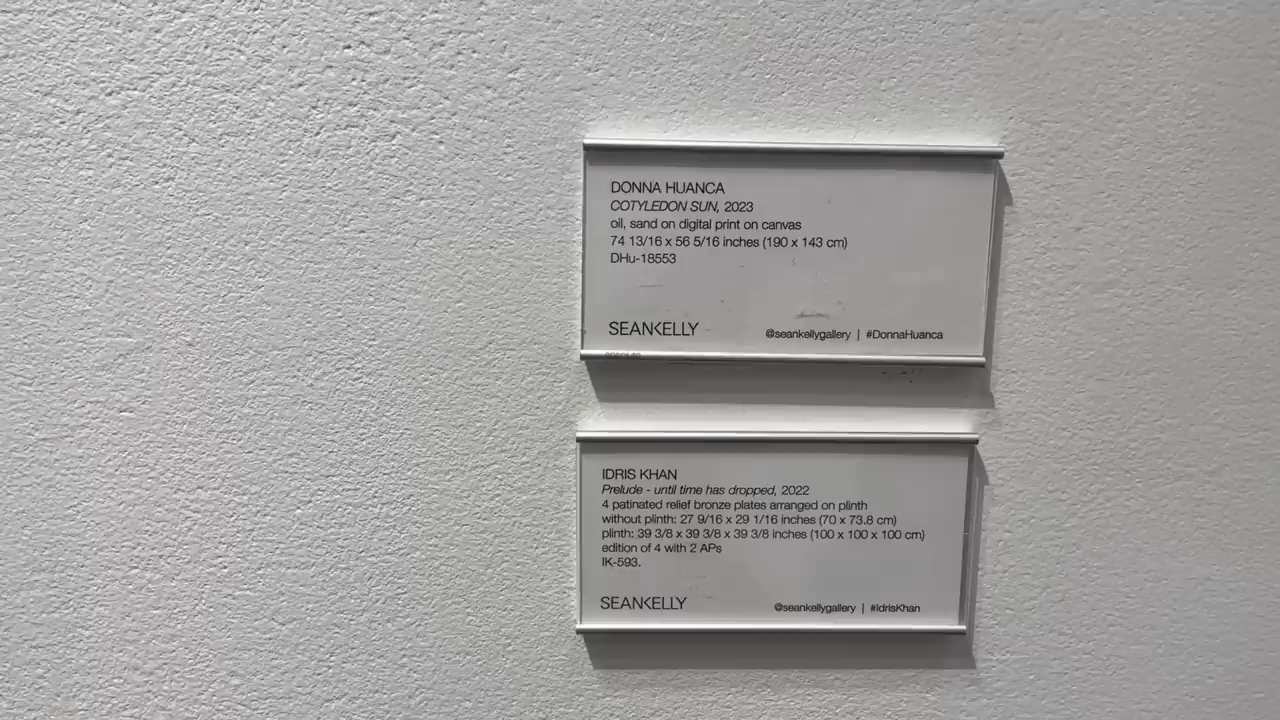 DONNA HUANCA
COTYLEDON SUN, 2023
oil, sand on digital print on canvas
74 13/16 x 56 5/16 inches (190 x 143 cm)
DHu-18553
SEANKELLY
@seankellygallery | #DonnaHuanca
IDRIS KHAN
Prelude - until time has dropped, 2022
4 patinated relief bronze plates arranged on plinth
without plinth: 27 9/16 x 29 1/16 inches (70 x 73.8 cm)
plinth: 39 3/8 x 39 3/8 x 39 3/8 inches (100 x 100 x 100 cm)
edition of 4 with 2 APs
IK-593.
SEANKELLY
@seankellygallery | #IdrisKhan